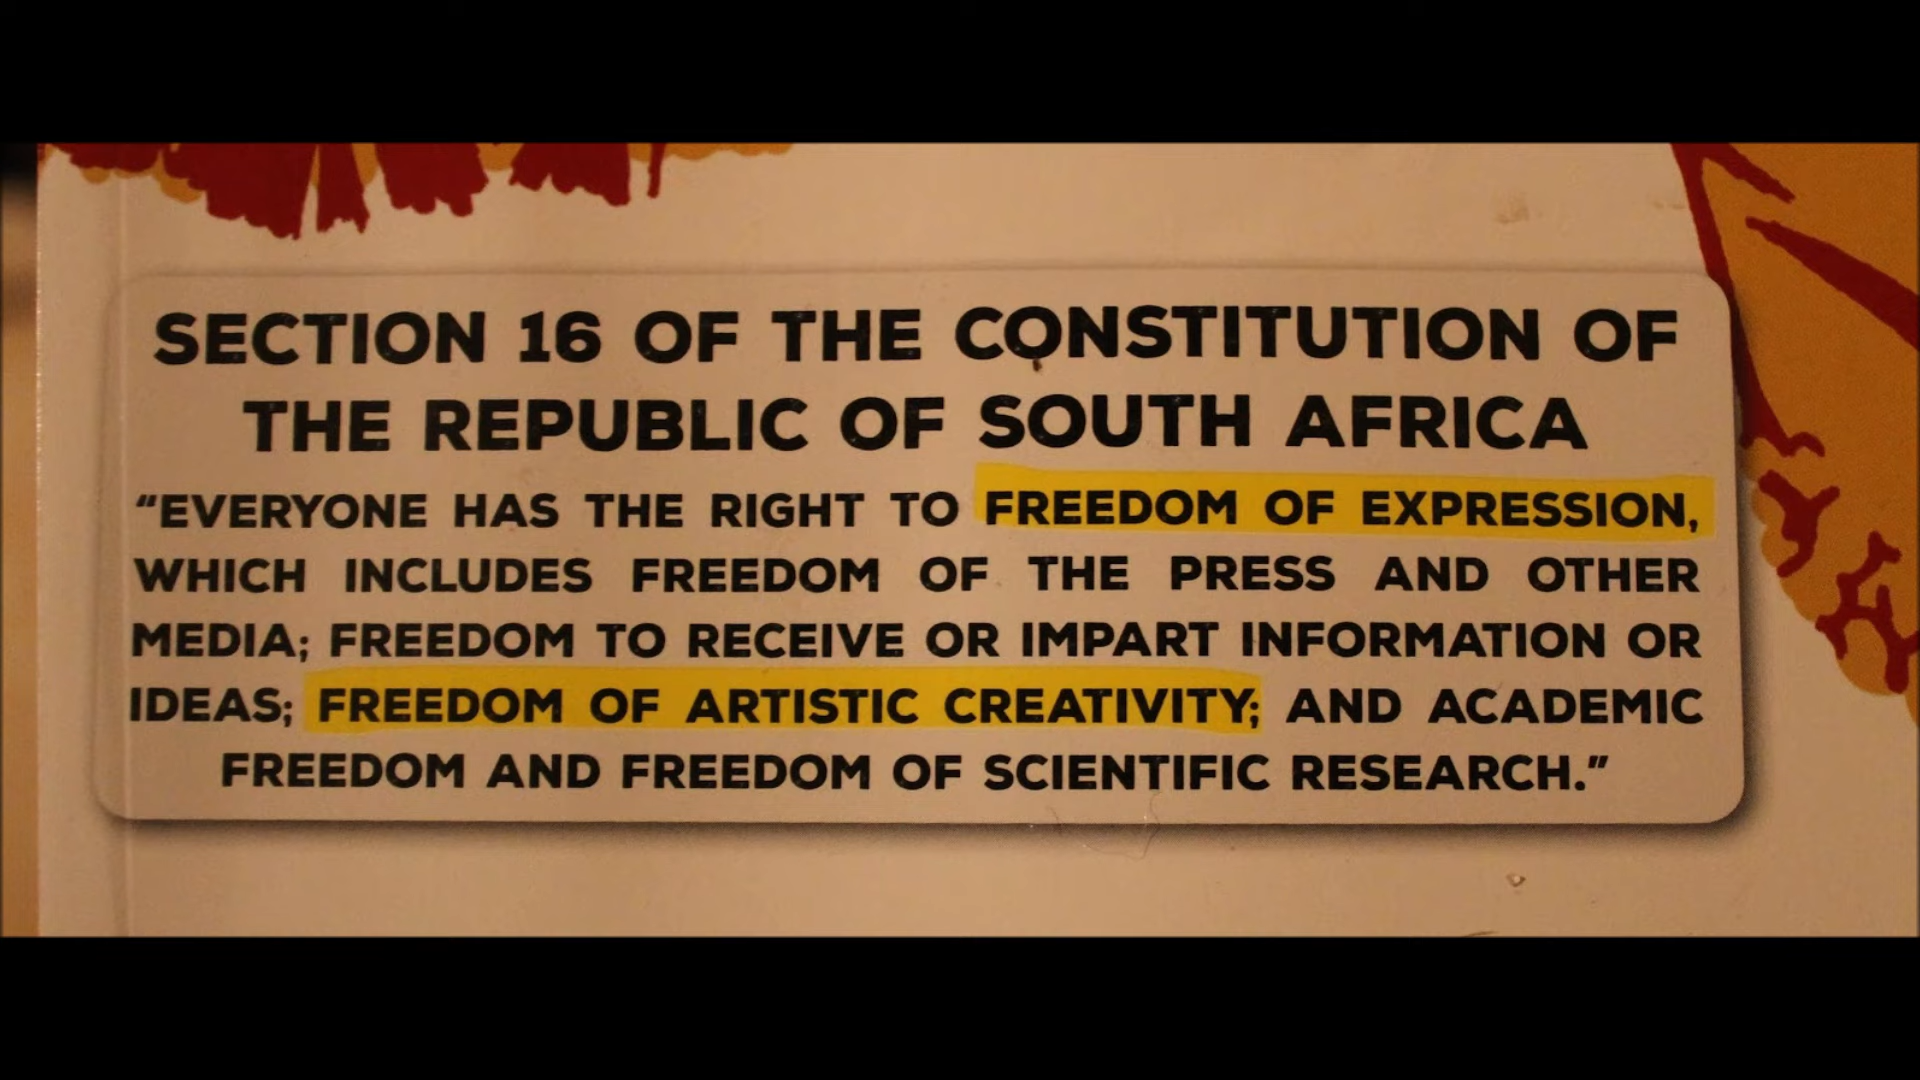 SECTION 16 OF THE CONSTITUTION OF
THE REPUBLIC OF SOUTH AFRICA
“EVERYONE HAS THE RIGHT TO FREEDOM OF EXPRESSION,
WHICH INCLUDES FREEDOM OF THE PRESS AND OTHER
MEDIA; FREEDOM TO RECEIVE OR IMPART INFORMATION OR
IDEAS; FREEDOM OF ARTISTIC CREATIVITY; AND ACADEMIC
FREEDOM AND FREEDOM OF SCIENTIFIC RESEARCH.”